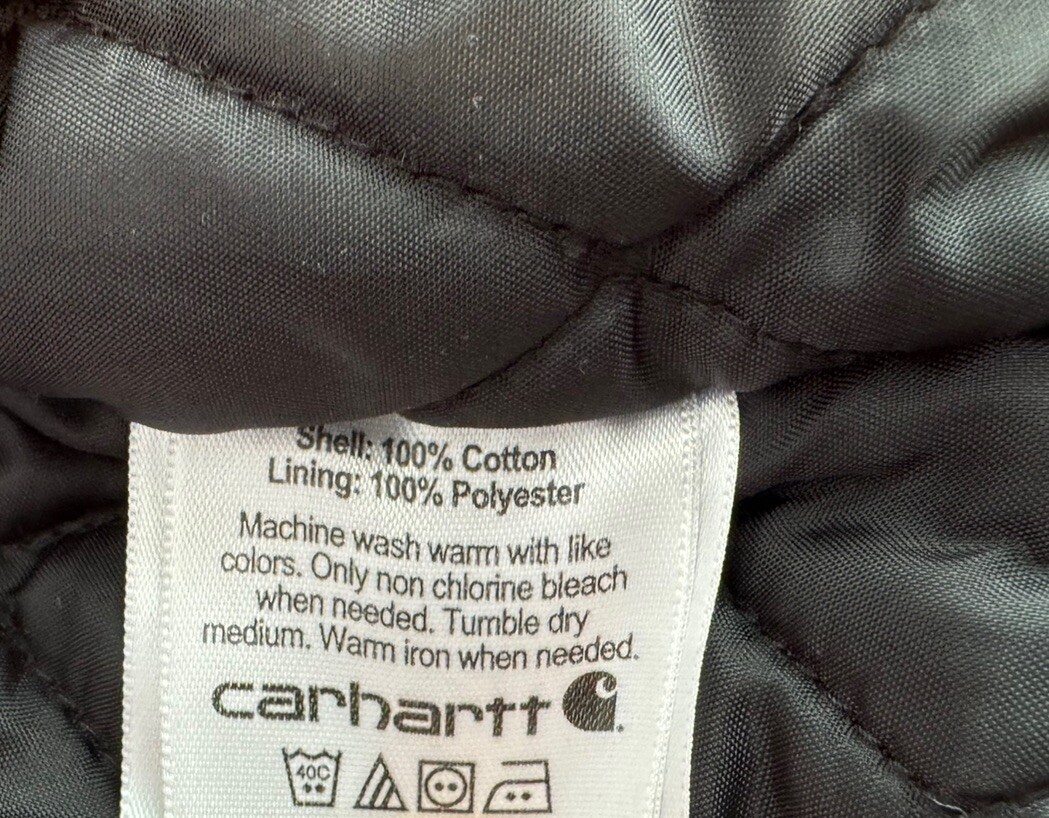 Shell: 100% Cotton
Lining: 100% Polyester
Machine wash warm with like
colors. Only non chlorine bleach
when needed. Tumble dry
medium. Warm iron when needed.
carhartt
40C